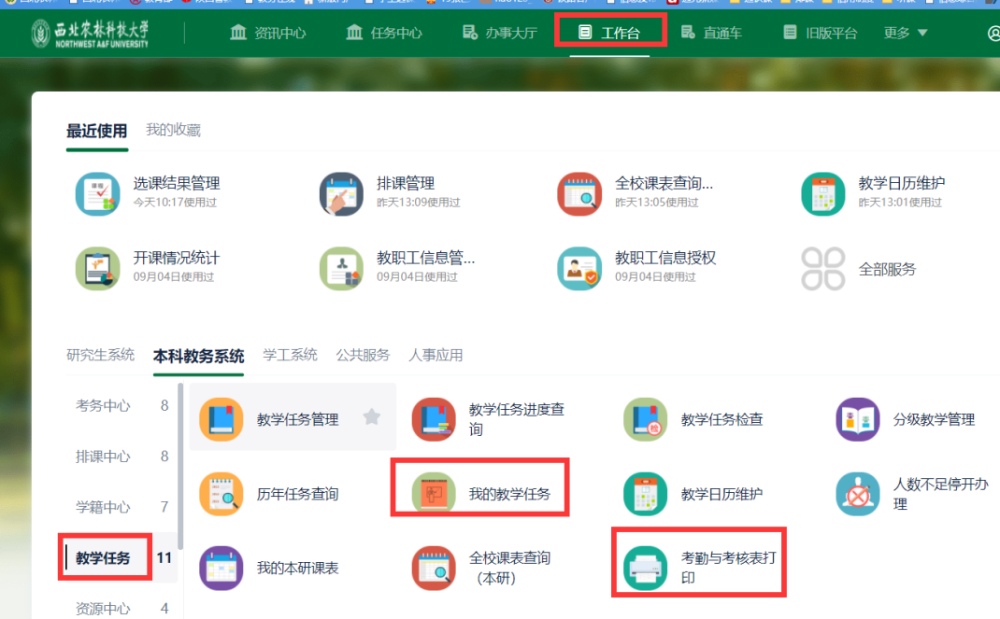 西北农林科技大学
NORTHWEST A&F UNIVERSITY
资讯中心
任务中心
办事大厅
工作台
直通车
旧版平台
更多
最近使用
我的收藏
选课结果管理
今天10:17使用过
排课管理
昨天13:09使用过
全校课表查询...
昨天13:05使用过
教学日历维护
昨天13:01使用过
开课情况统计
09月04日使用过
教职工信息管...
09月04日使用过
教职工信息授权
09月04日使用过
全部服务
研究生系统
本科教务系统
学工系统
公共服务
人事应用
考务中心 8
排课中心 8
学籍中心 7
教学任务 11
资源中心 4
教学任务管理
教学任务进度查
询
教学任务检查
分级教学管理
历年任务查询
我的教学任务
教学日历维护
人数不足停开办
理
我的本研课表
全校课表查询
（本研）
考勤与考核表打
印